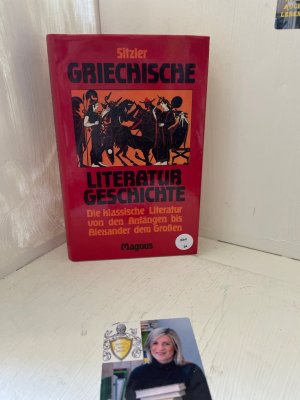 Sitzler
GRIECHISCHE
LITERATUR
GESCHICHTE
Die klassische Literatur
von den Anfängen bis
Alexander dem Großen
Magnus